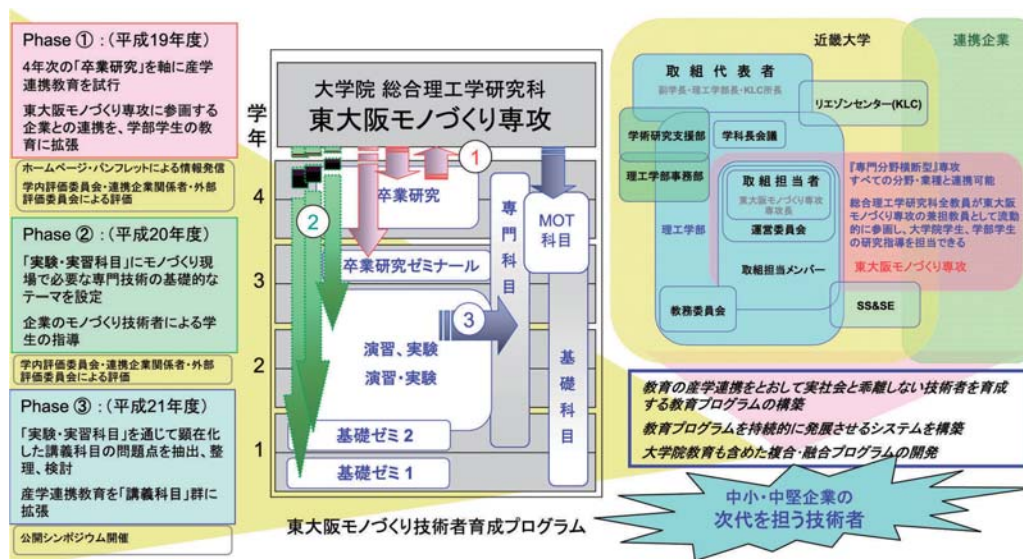 Phase ①：(平成19年度)
4年次の「卒業研究」を軸に産学
連携教育を試行
東大阪モノづくり専攻に参画する
企業との連携を、学部学生の教
育に拡張
ホームページ・パンフレットによる情報発信
学内評価委員会・連携企業関係者・外部
評価委員会による評価
Phase ②：(平成20年度)
「実験・実習科目」にモノづくり現
場で必要な専門技術の基礎的な
テーマを設定
企業のモノづくり技術者による学
生の指導
学内評価委員会・連携企業関係者・外部
評価委員会による評価
Phase ③：(平成21年度)
「実験・実習科目」を通じて顕在化
した講義科目の問題点を抽出、整
理、検討
産学連携教育を「講義科目」群に
拡張
公開シンポジウム開催
学年
4
3
2
1
大学院 総合理工学研究科
東大阪モノづくり専攻
①
②
③
卒業研究
卒業研究ゼミナール
演習、実験
演習・実験
基礎ゼミ2
基礎ゼミ1
専門科目
MOT
科目
基礎科目
東大阪モノづくり技術者育成プログラム
近畿大学
連携企業
取組代表者
副学長・理工学部長・KLC所長
リエゾンセンター(KLC)
学術研究支援部
学科長会議
理工学部事務部
取組担当者
東大阪モノづくり専攻
専攻長
運営委員会
理工学部
取組担当メンバー
教務委員会
SS&SE
『専門分野横断型』専攻
すべての分野・業種と連携可能
総合理工学研究科全教員が東大阪
モノづくり専攻の兼担教員として流動
的に参画し、大学院学生、学部学生
の研究指導を担当できる
東大阪モノづくり専攻
教育の産学連携をとおして実社会と乖離しない技術者を育成
する教育プログラムの構築
教育プログラムを持続的に発展させるシステムを構築
大学院教育も含めた複合・融合プログラムの開発
中小・中堅企業の
次代を担う技術者